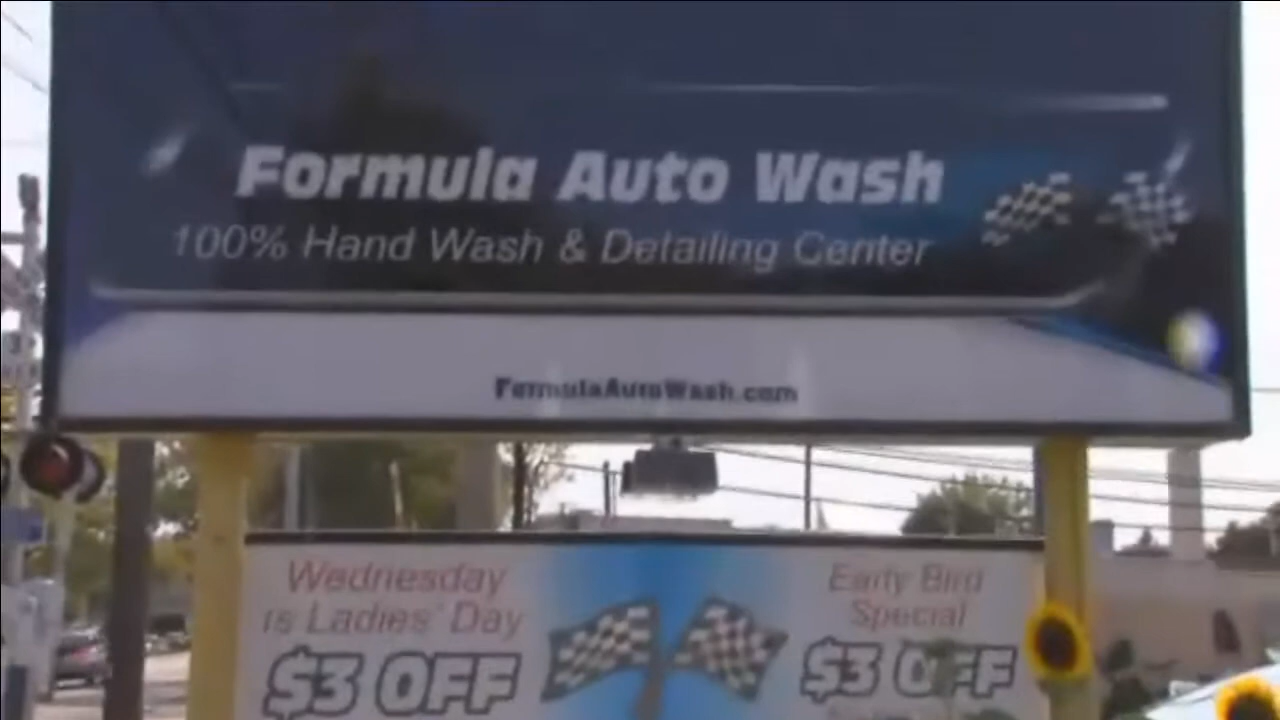 Formula Auto Wash
100% Hand Wash & Detailing Center
FormulaAutoWash.com
Wednesday
is Ladies' Day
$3 OFF
Early Bird
Special
$3 OFF